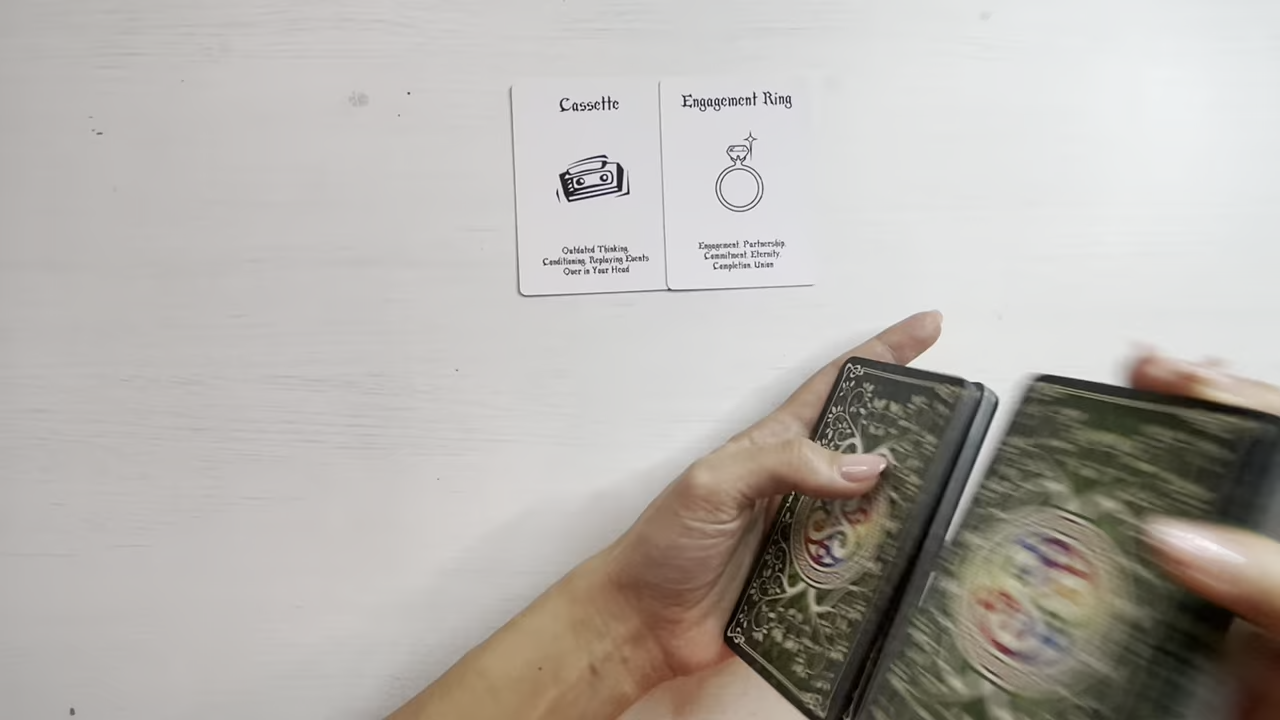 Cassette
Outdated Thinking,
Conditioning, Replaying Events
Over in Your Head
Engagement Ring
Engagement, Partnership,
Commitment, Eternity,
Completion, Union